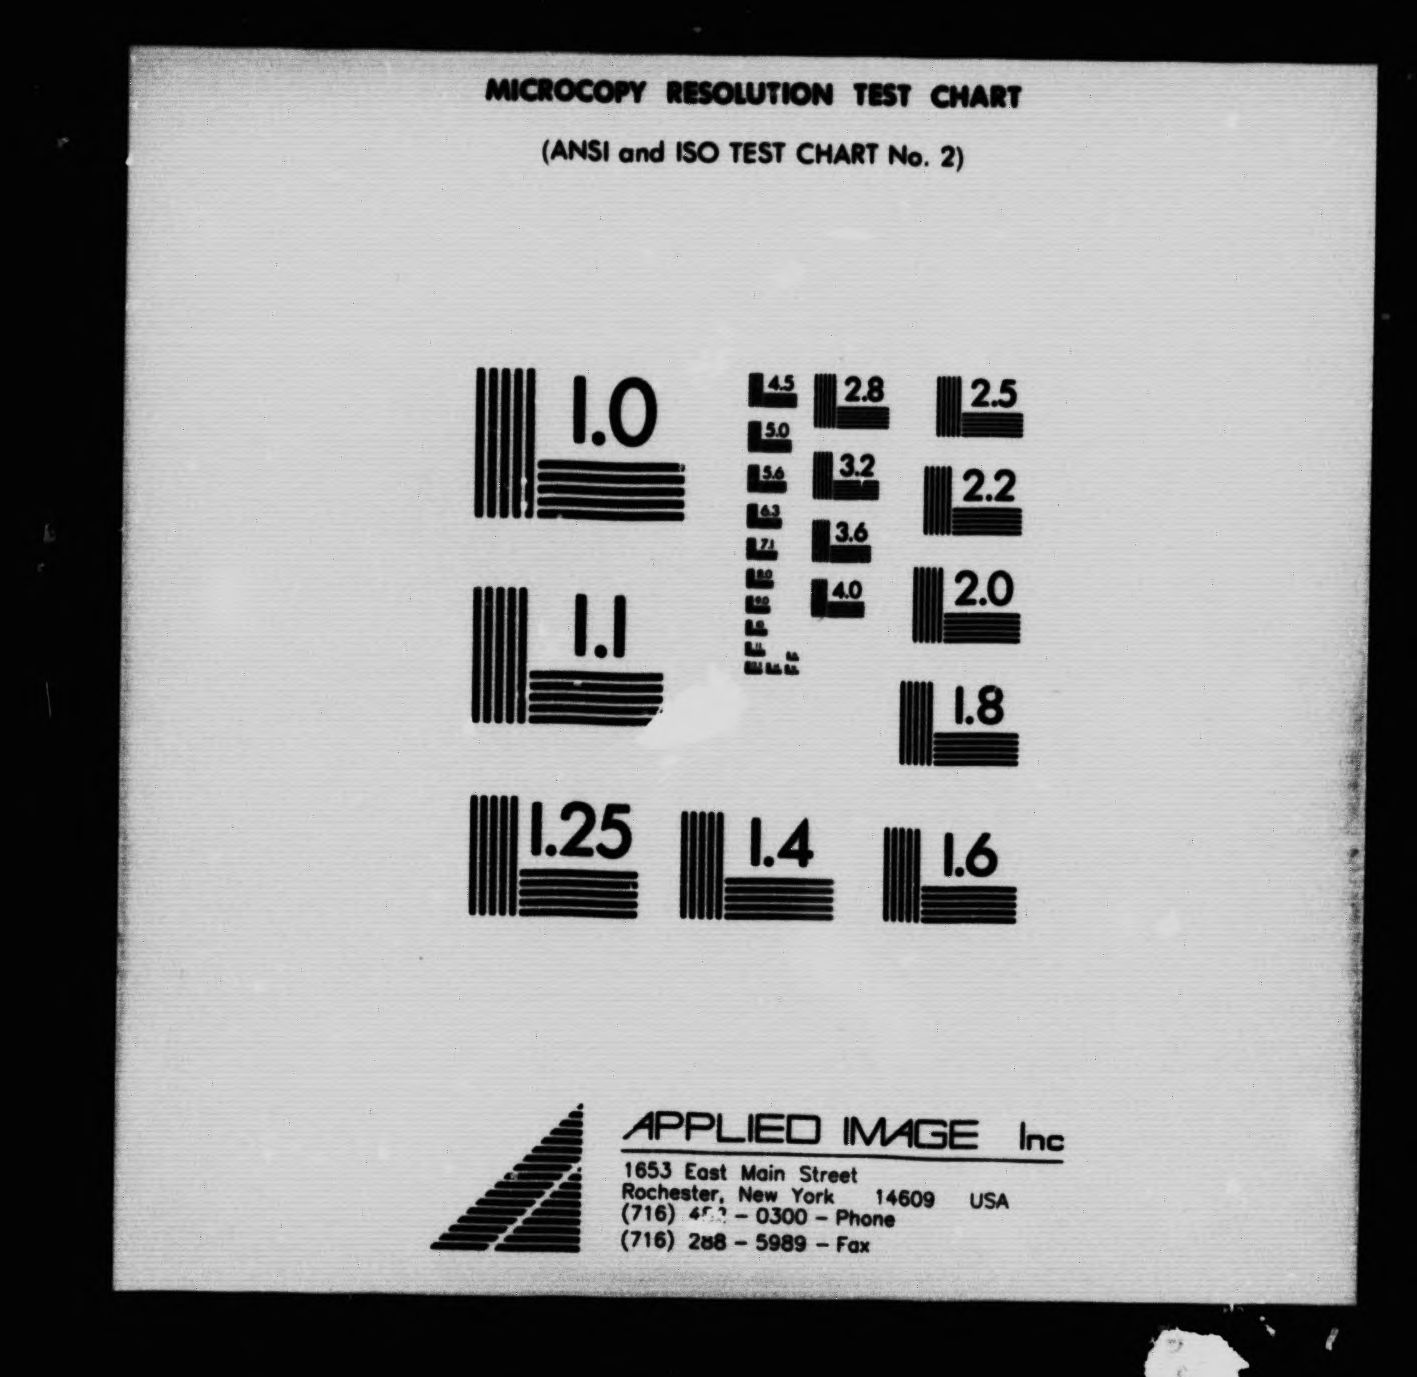 MICROCOPY RESOLUTION TEST CHART
(ANSI and ISO TEST CHART No. 2)
1.0
1.1
1.25
1.4
1.6
1.8
2.0
2.2
2.5
2.8
3.2
3.6
4.0
4.5
5.0
5.6
6.3
7.1
8.0
9.0
APPLIED IMAGE Inc
1653 East Main Street
Rochester, New York 14609 USA
(716) - 0300 - Phone
(716) 288 - 5989 - Fax